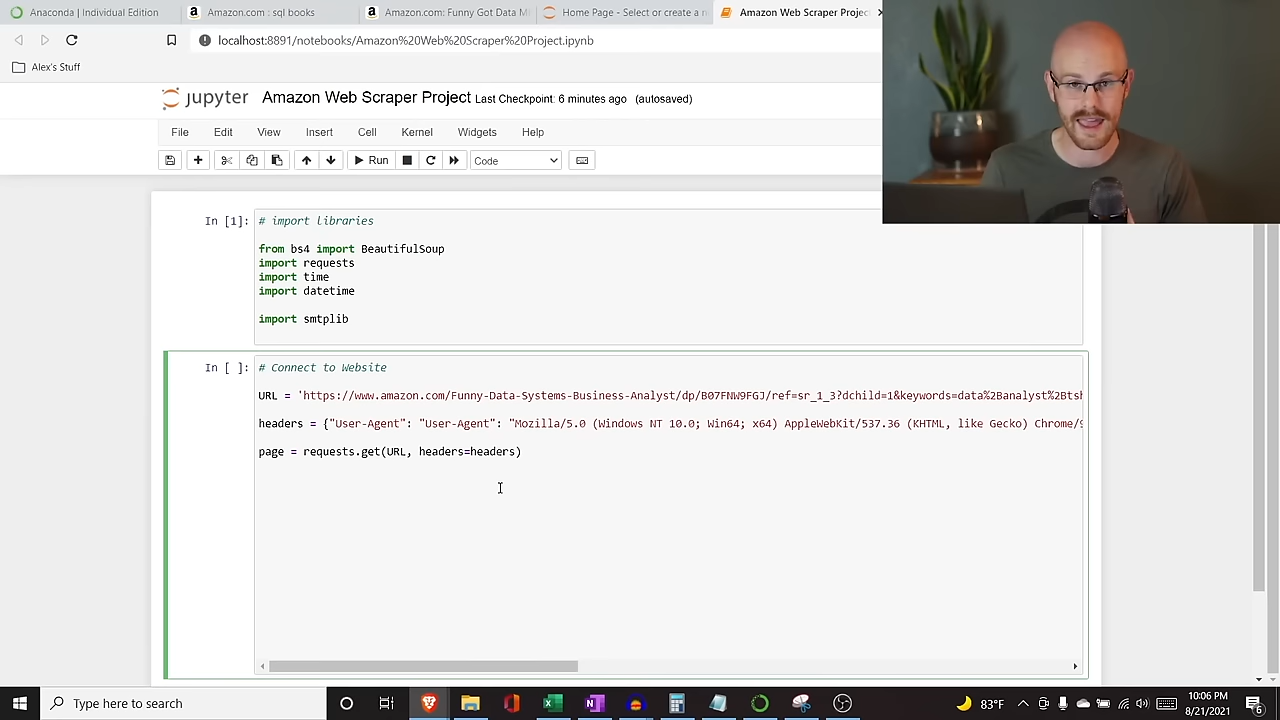 Anaconda | Individual Edition
Amazon.com : sql books
Amazon.com: Funny Got Data MI
Home Page - Select or create a n
Amazon Web Scraper Projec
localhost:8891/notebooks/Amazon%20Web%20Scraper%20Project.ipynb
Alex's Stuff
jupyter Amazon Web Scraper Project Last Checkpoint: 6 minutes ago (autosaved)
File Edit View Insert Cell Kernel Widgets Help
Run Code
In [1]: # import libraries
from bs4 import BeautifulSoup
import requests
import time
import datetime
import smtplib
In [ ]: # Connect to Website
URL = 'https://www.amazon.com/Funny-Data-Systems-Business-Analyst/dp/B07FNW9FGJ/ref=sr_1_3?dchild=1&keywords=data%2Banalyst%2Btsh
headers = {"User-Agent": "User-Agent": "Mozilla/5.0 (Windows NT 10.0; Win64; x64) AppleWebKit/537.36 (KHTML, like Gecko) Chrome/9
page = requests.get(URL, headers=headers)
Type here to search
83°F
10:06 PM
8/21/2021
6